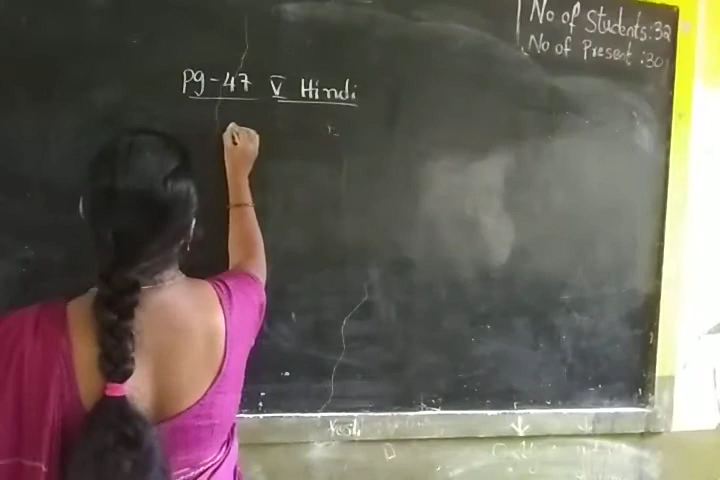 No of Students:32
No of Present :30
Pg-47 V Hindi